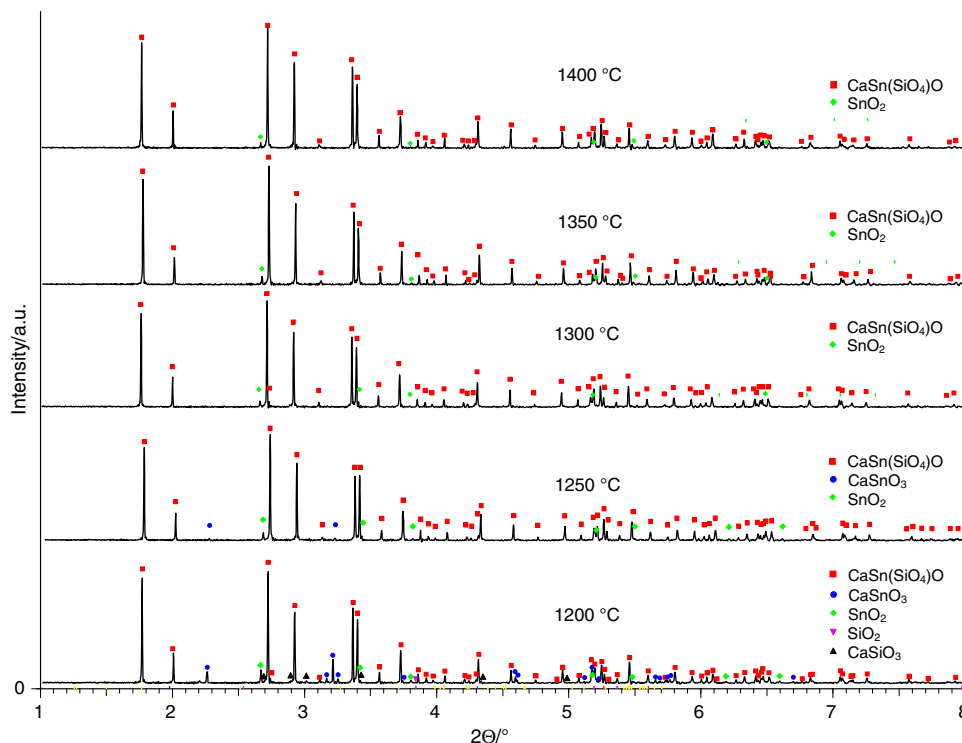 1400 °C
CaSn(SiO₄)O
SnO₂
1350 °C
CaSn(SiO₄)O
SnO₂
1300 °C
CaSn(SiO₄)O
SnO₂
Intensity/a.u.
1250 °C
CaSn(SiO₄)O
CaSnO₃
SnO₂
1200 °C
CaSn(SiO₄)O
CaSnO₃
SnO₂
SiO₂
CaSiO₃
0
1 2 3 4 5 6 7 8
2Θ/°